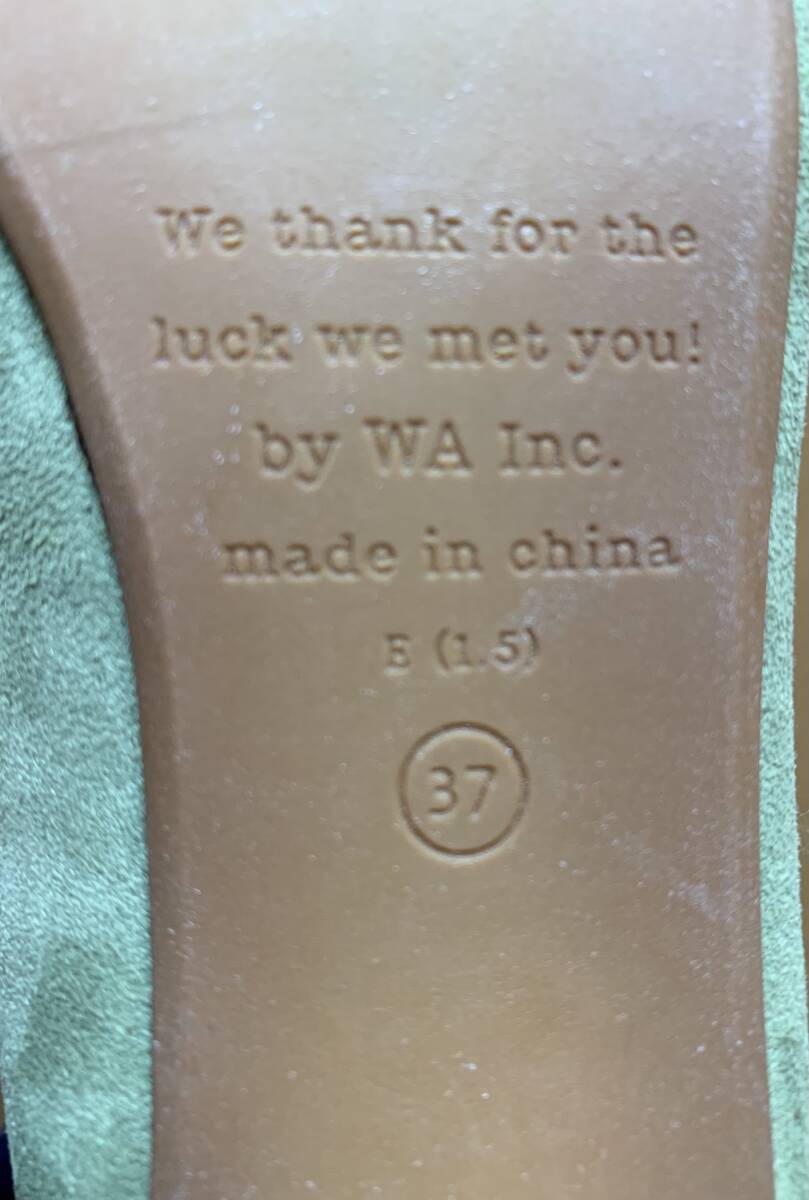 We thank for the
luck we met you!
by WA Inc.
made in china
E (1.5)
37